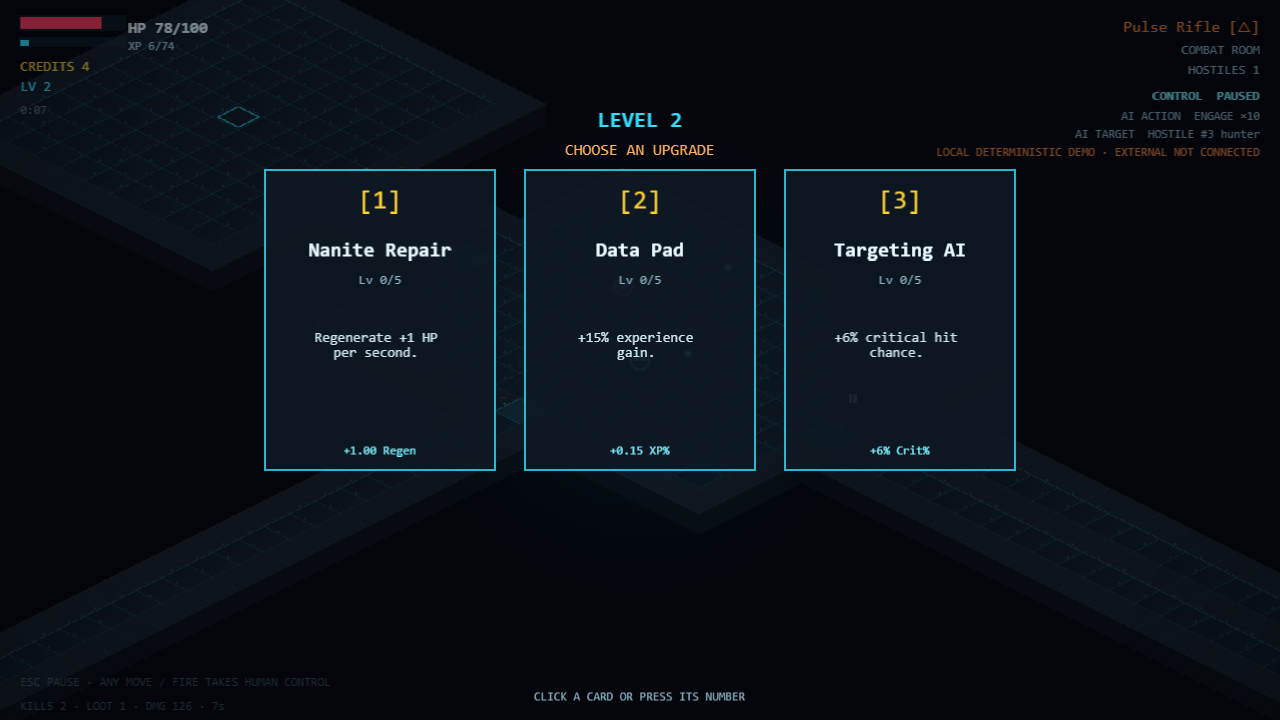 HP 78/100
XP 6/74
CREDITS 4
LV 2
0:07
Pulse Rifle [△]
COMBAT ROOM
HOSTILES 1
CONTROL PAUSED
AI ACTION ENGAGE ×10
AI TARGET HOSTILE #3 hunter
LOCAL DETERMINISTIC DEMO · EXTERNAL NOT CONNECTED
LEVEL 2
CHOOSE AN UPGRADE
[1]
Nanite Repair
Lv 0/5
Regenerate +1 HP
per second.
+1.00 Regen
[2]
Data Pad
Lv 0/5
+15% experience
gain.
+0.15 XP%
[3]
Targeting AI
Lv 0/5
+6% critical hit
chance.
+6% Crit%
ESC PAUSE · ANY MOVE / FIRE TAKES HUMAN CONTROL
KILLS 2 · LOOT 1 · DMG 126 · 7s
CLICK A CARD OR PRESS ITS NUMBER